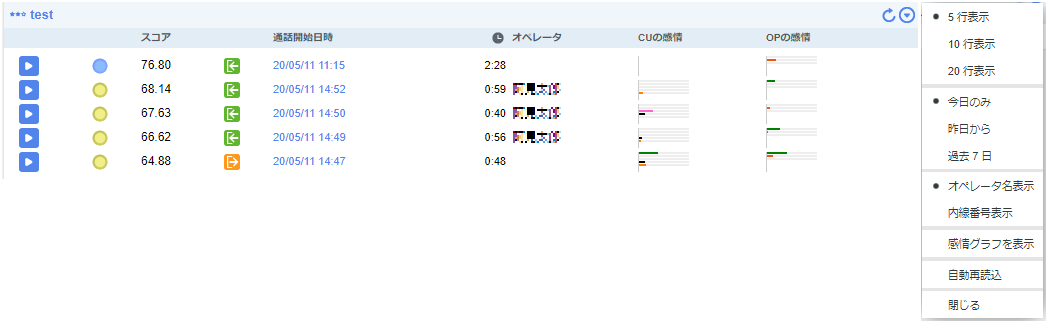 test
スコア 通話開始日時 オペレータ CUの感情 OPの感情
76.80 20/05/11 11:15 2:28
68.14 20/05/11 14:52 0:59
67.63 20/05/11 14:50 0:40
66.62 20/05/11 14:49 0:56
64.88 20/05/11 14:47 0:48
5 行表示
10 行表示
20 行表示
今日のみ
昨日から
過去 7 日
オペレータ名表示
内線番号表示
感情グラフを表示
自動再読込
閉じる